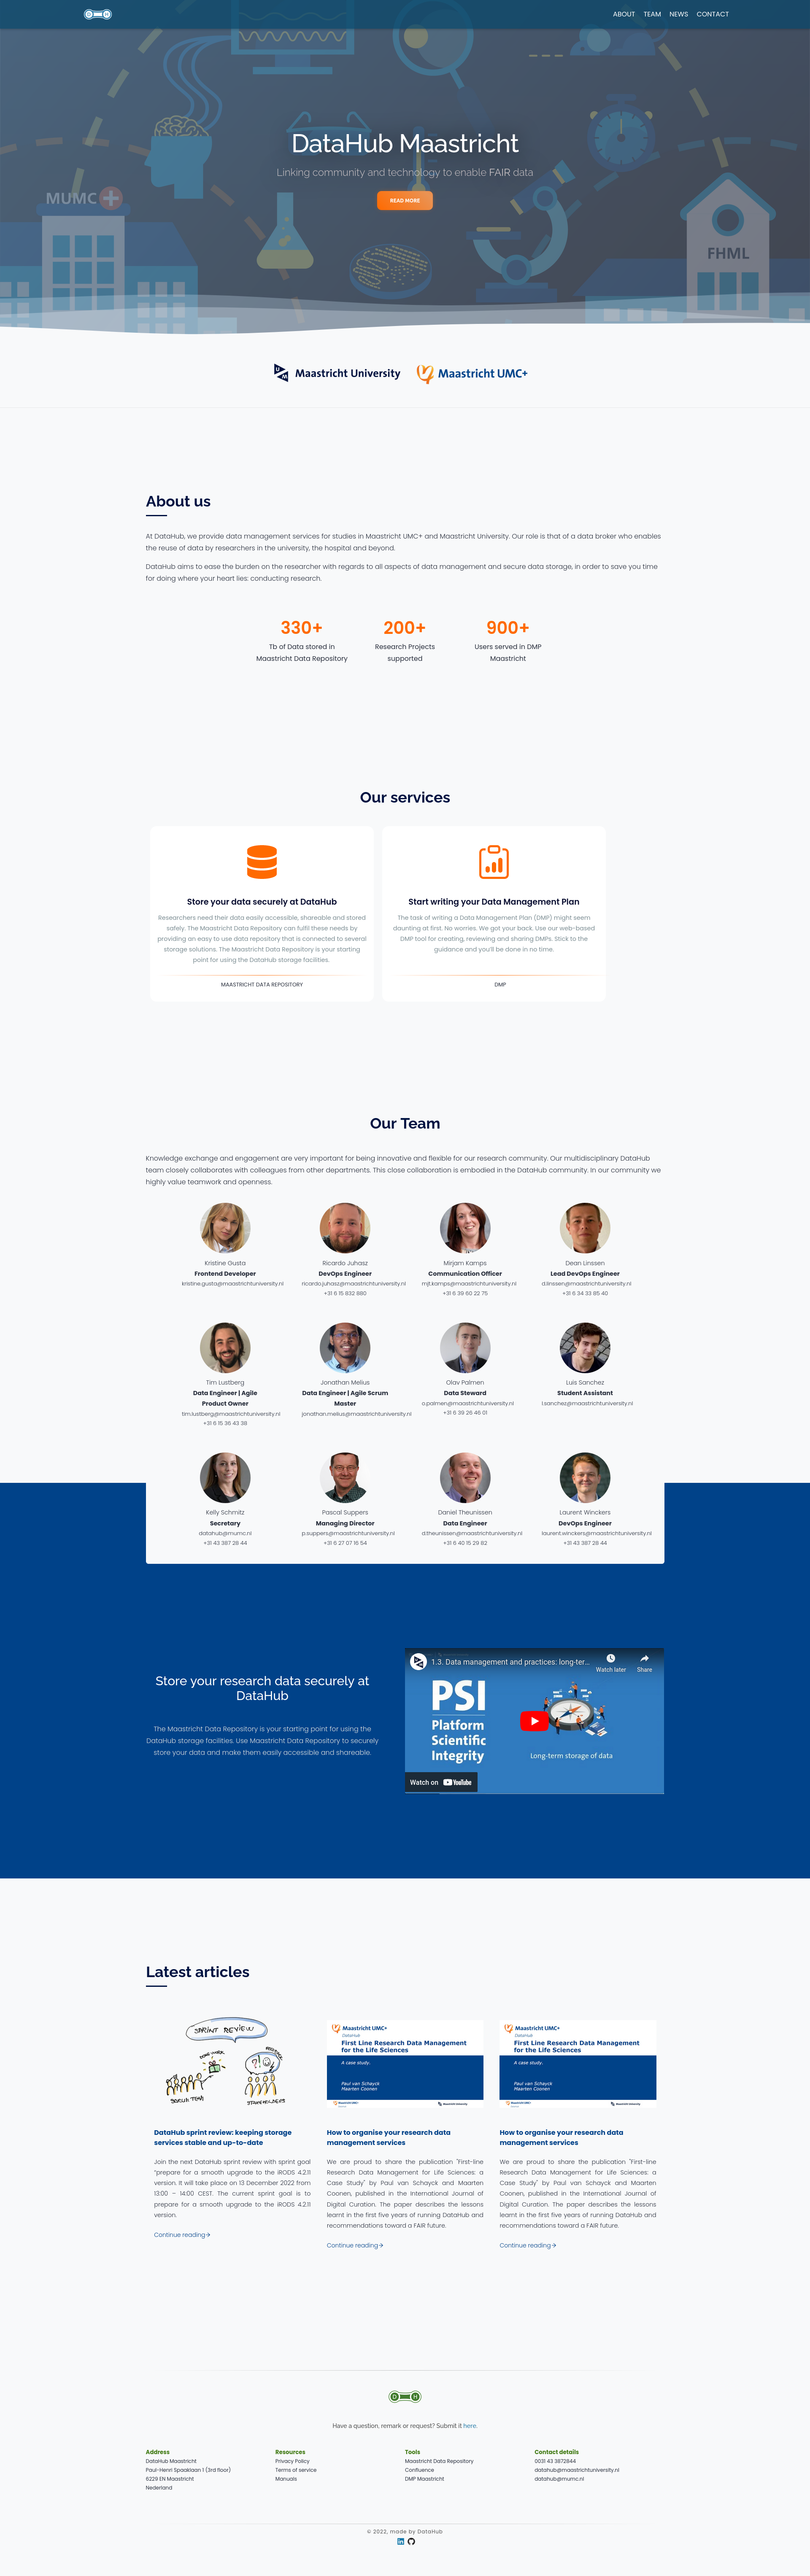 ABOUT TEAM NEWS CONTACT
DataHub Maastricht
Linking community and technology to enable FAIR data
READ MORE
MUMC+
FHML
Maastricht University
Maastricht UMC+
About us
At DataHub, we provide data management services for studies in Maastricht UMC+ and Maastricht University. Our role is that of a data broker who enables
the reuse of data by researchers in the university, the hospital and beyond.
DataHub aims to ease the burden on the researcher with regards to all aspects of data management and secure data storage, in order to save you time
for doing where your heart lies: conducting research.
330+
Tb of Data stored in
Maastricht Data Repository
200+
Research Projects
supported
900+
Users served in DMP
Maastricht
Our services
Store your data securely at DataHub
Researchers need their data easily accessible, shareable and stored
safely. The Maastricht Data Repository can fulfil these needs by
providing an easy to use data repository that is connected to several
storage solutions. The Maastricht Data Repository is your starting
point for using the DataHub storage facilities.
MAASTRICHT DATA REPOSITORY
Start writing your Data Management Plan
The task of writing a Data Management Plan (DMP) might seem
daunting at first. No worries. We got your back. Use our web-based
DMP tool for creating, reviewing and sharing DMPs. Stick to the
guidance and you'll be done in no time.
DMP
Our Team
Knowledge exchange and engagement are very important for being innovative and flexible for our research community. Our multidisciplinary DataHub
team closely collaborates with colleagues from other departments. This close collaboration is embodied in the DataHub community. In our community we
highly value teamwork and openness.
Kristine Gusta
Frontend Developer
kristine.gusta@maastrichtuniversity.nl
Ricardo Juhasz
DevOps Engineer
ricardo.juhasz@maastrichtuniversity.nl
+31 6 15 832 880
Mirjam Kamps
Communication Officer
mjt.kamps@maastrichtuniversity.nl
+31 6 39 60 22 75
Dean Linssen
Lead DevOps Engineer
d.linssen@maastrichtuniversity.nl
+31 6 34 33 85 40
Tim Lustberg
Data Engineer | Agile
Product Owner
tim.lustberg@maastrichtuniversity.nl
+31 6 15 36 43 38
Jonathan Melius
Data Engineer | Agile Scrum
Master
jonathan.melius@maastrichtuniversity.nl
Olav Palmen
Data Steward
o.palmen@maastrichtuniversity.nl
+31 6 39 26 46 01
Luis Sanchez
Student Assistant
l.sanchez@maastrichtuniversity.nl
Kelly Schmitz
Secretary
datahub@mumc.nl
+31 43 387 28 44
Pascal Suppers
Managing Director
p.suppers@maastrichtuniversity.nl
+31 6 27 07 16 54
Daniel Theunissen
Data Engineer
d.theunissen@maastrichtuniversity.nl
+31 6 40 15 29 82
Laurent Winckers
DevOps Engineer
laurent.winckers@maastrichtuniversity.nl
+31 43 387 28 44
Store your research data securely at
DataHub
The Maastricht Data Repository is your starting point for using the
DataHub storage facilities. Use Maastricht Data Repository to securely
store your data and make them easily accessible and shareable.
1.3. Data management and practices: long-ter...
Watch later
Share
PSI
Platform
Scientific
Integrity
Long-term storage of data
Watch on YouTube
Latest articles
SPRINT REVIEW
DONE WORK
SCRUM TEAM
STAKEHOLDERS
DataHub sprint review: keeping storage
services stable and up-to-date
Join the next DataHub sprint review with sprint goal
"prepare for a smooth upgrade to the iRODS 4.2.11
version. It will take place on 13 December 2022 from
13:00 – 14:00 CEST. The current sprint goal is to
prepare for a smooth upgrade to the iRODS 4.2.11
version.
Continue reading→
Maastricht UMC+
DataHub
First Line Research Data Management
for the Life Sciences
A case study.
Paul van Schayck
Maarten Coonen
Maastricht UMC+
Maastricht University
How to organise your research data
management services
We are proud to share the publication "First-line
Research Data Management for Life Sciences: a
Case Study" by Paul van Schayck and Maarten
Coonen, published in the International Journal of
Digital Curation. The paper describes the lessons
learnt in the first five years of running DataHub and
recommendations toward a FAIR future.
Continue reading→
Maastricht UMC+
DataHub
First Line Research Data Management
for the Life Sciences
A case study.
Paul van Schayck
Maarten Coonen
Maastricht UMC+
Maastricht University
How to organise your research data
management services
We are proud to share the publication "First-line
Research Data Management for Life Sciences: a
Case Study" by Paul van Schayck and Maarten
Coonen, published in the International Journal of
Digital Curation. The paper describes the lessons
learnt in the first five years of running DataHub and
recommendations toward a FAIR future.
Continue reading→
D H
Have a question, remark or request? Submit it here.
Address
DataHub Maastricht
Paul-Henri Spaaklaan 1 (3rd floor)
6229 EN Maastricht
Nederland
Resources
Privacy Policy
Terms of service
Manuals
Tools
Maastricht Data Repository
Confluence
DMP Maastricht
Contact details
0031 43 3872844
datahub@maastrichtuniversity.nl
datahub@mumc.nl
© 2022, made by DataHub